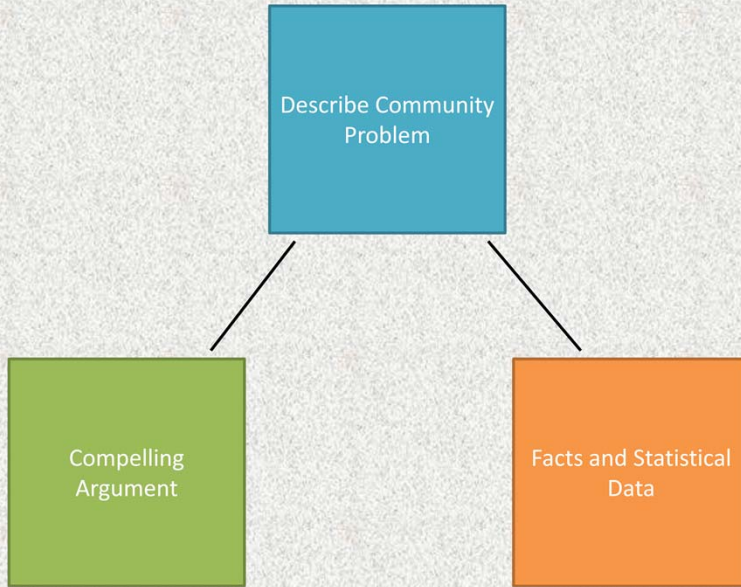 Describe Community
Problem
Compelling
Argument
Facts and Statistical
Data